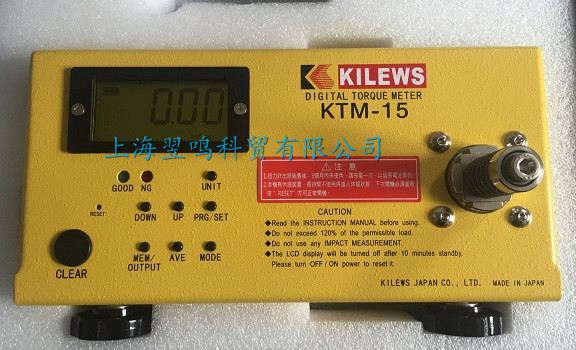 0.00
KILEWS
DIGITAL TORQUE METER
KTM-15
上海翌鸣科贸有限公司
GOOD NG UNIT
RESET
DOWN UP PRG/SET
CLEAR
MEM/OUTPUT AVE MODE
⚠注意
CAUTION
◆Read the INSTRUCTION MANUAL before using.
◆Do not exceed 120% of the permissible load.
◆Do not use any IMPACT MEASUREMENT.
◆The LCD display will be turned off after 10 minutes standby.
Please turn OFF/ON power to reset it.
KILEWS JAPAN CO., LTD. MADE IN JAPAN